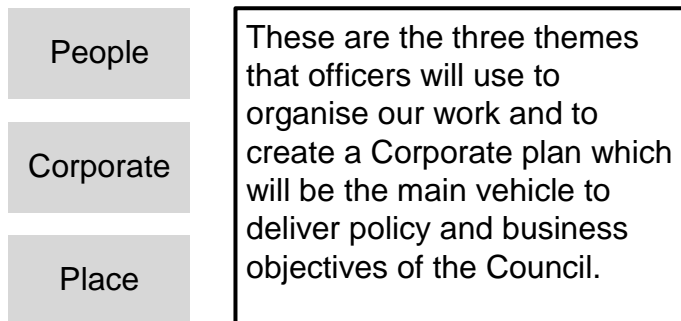 People
Corporate
Place
These are the three themes
that officers will use to
organise our work and to
create a Corporate plan which
will be the main vehicle to
deliver policy and business
objectives of the Council.